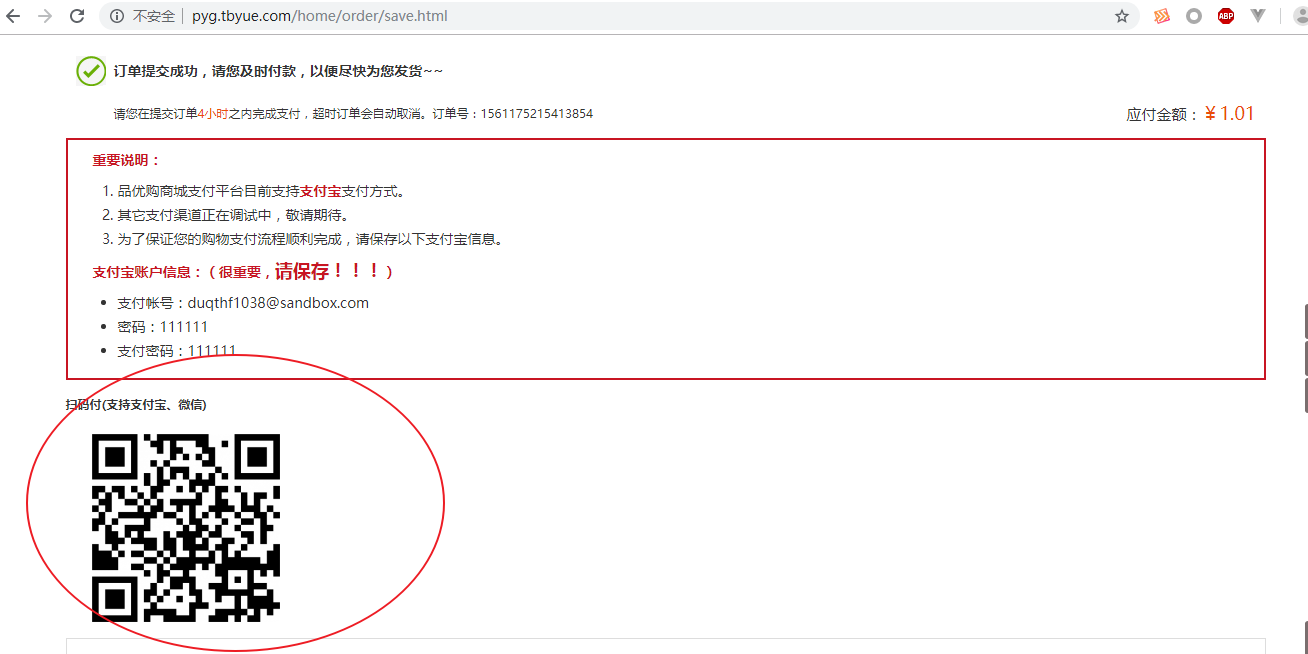 不安全 | pyg.tbyue.com/home/order/save.html
ABP
订单提交成功，请您及时付款，以便尽快为您发货~~
请您在提交订单4小时之内完成支付，超时订单会自动取消。订单号：1561175215413854
应付金额：￥1.01
重要说明：
1. 品优购商城支付平台目前支持支付宝支付方式。
2. 其它支付渠道正在调试中，敬请期待。
3. 为了保证您的购物支付流程顺利完成，请保存以下支付宝信息。
支付宝账户信息：（很重要，请保存！！！）
• 支付帐号：duqthf1038@sandbox.com
• 密码：111111
• 支付密码：111111
扫码付(支持支付宝、微信)